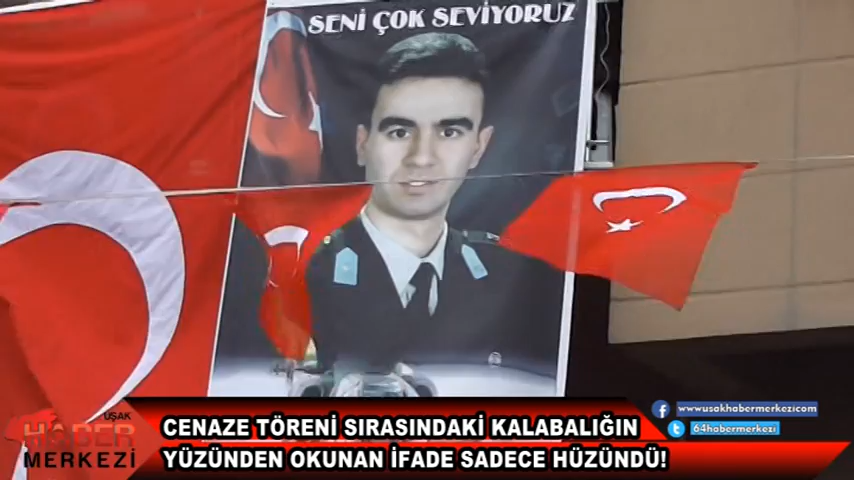 SENİ ÇOK SEVİYORUZ
UŞAK
HABER
MERKEZİ
CENAZE TÖRENİ SIRASINDAKİ KALABALIĞIN
YÜZÜNDEN OKUNAN İFADE SADECE HÜZÜNDÜ!
www.usakhabermerkezi.com
64habermerkezi